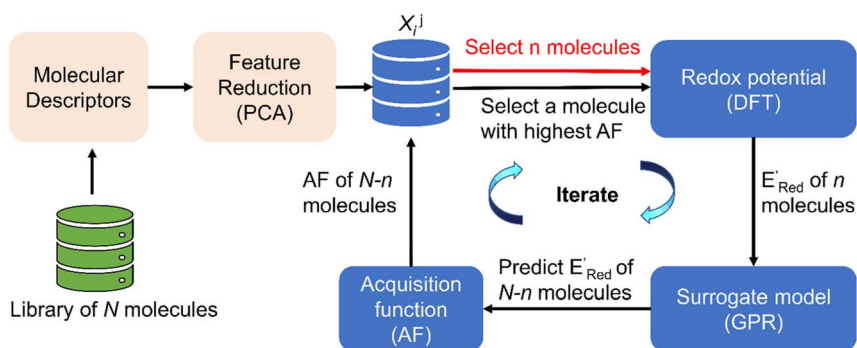 X_i^j
Molecular
Descriptors
Feature
Reduction
(PCA)
Select n molecules
Select a molecule
with highest AF
Redox potential
(DFT)
AF of N-n
molecules
Iterate
E'Red of n
molecules
Library of N molecules
Acquisition
function
(AF)
Predict E'Red of
N-n molecules
Surrogate model
(GPR)